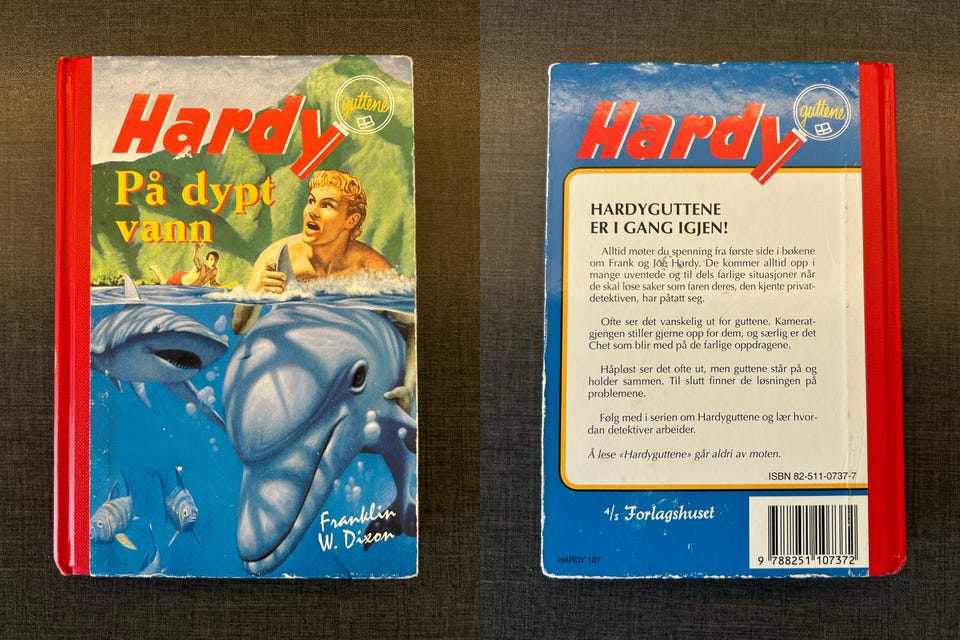 Hardy
guttene
På dypt
vann
Franklin
W. Dixon
Hardy
guttene
HARDYGUTTENE
ER I GANG IGJEN!
Alltid møter du spenning fra første side i bøkene
om Frank og Joe Hardy. De kommer alltid opp i
mange uventede og til dels farlige situasjoner når
de skal løse saker som faren deres, den kjente privat-
detektiven, har påtatt seg.
Ofte ser det vanskelig ut for guttene. Kamerat-
gjengen stiller gjerne opp for dem, og særlig er det
Chet som blir med på de farlige oppdragene.
Håpløst ser det ofte ut, men guttene står på og
holder sammen. Til slutt finner de løsningen på
problemene.
Følg med i serien om Hardyguttene og lær hvor-
dan detektiver arbeider.
Å lese «Hardyguttene» går aldri av moten.
ISBN 82-511-0737-7
A/S Forlagshuset
HARDY 107
9 788251 107372